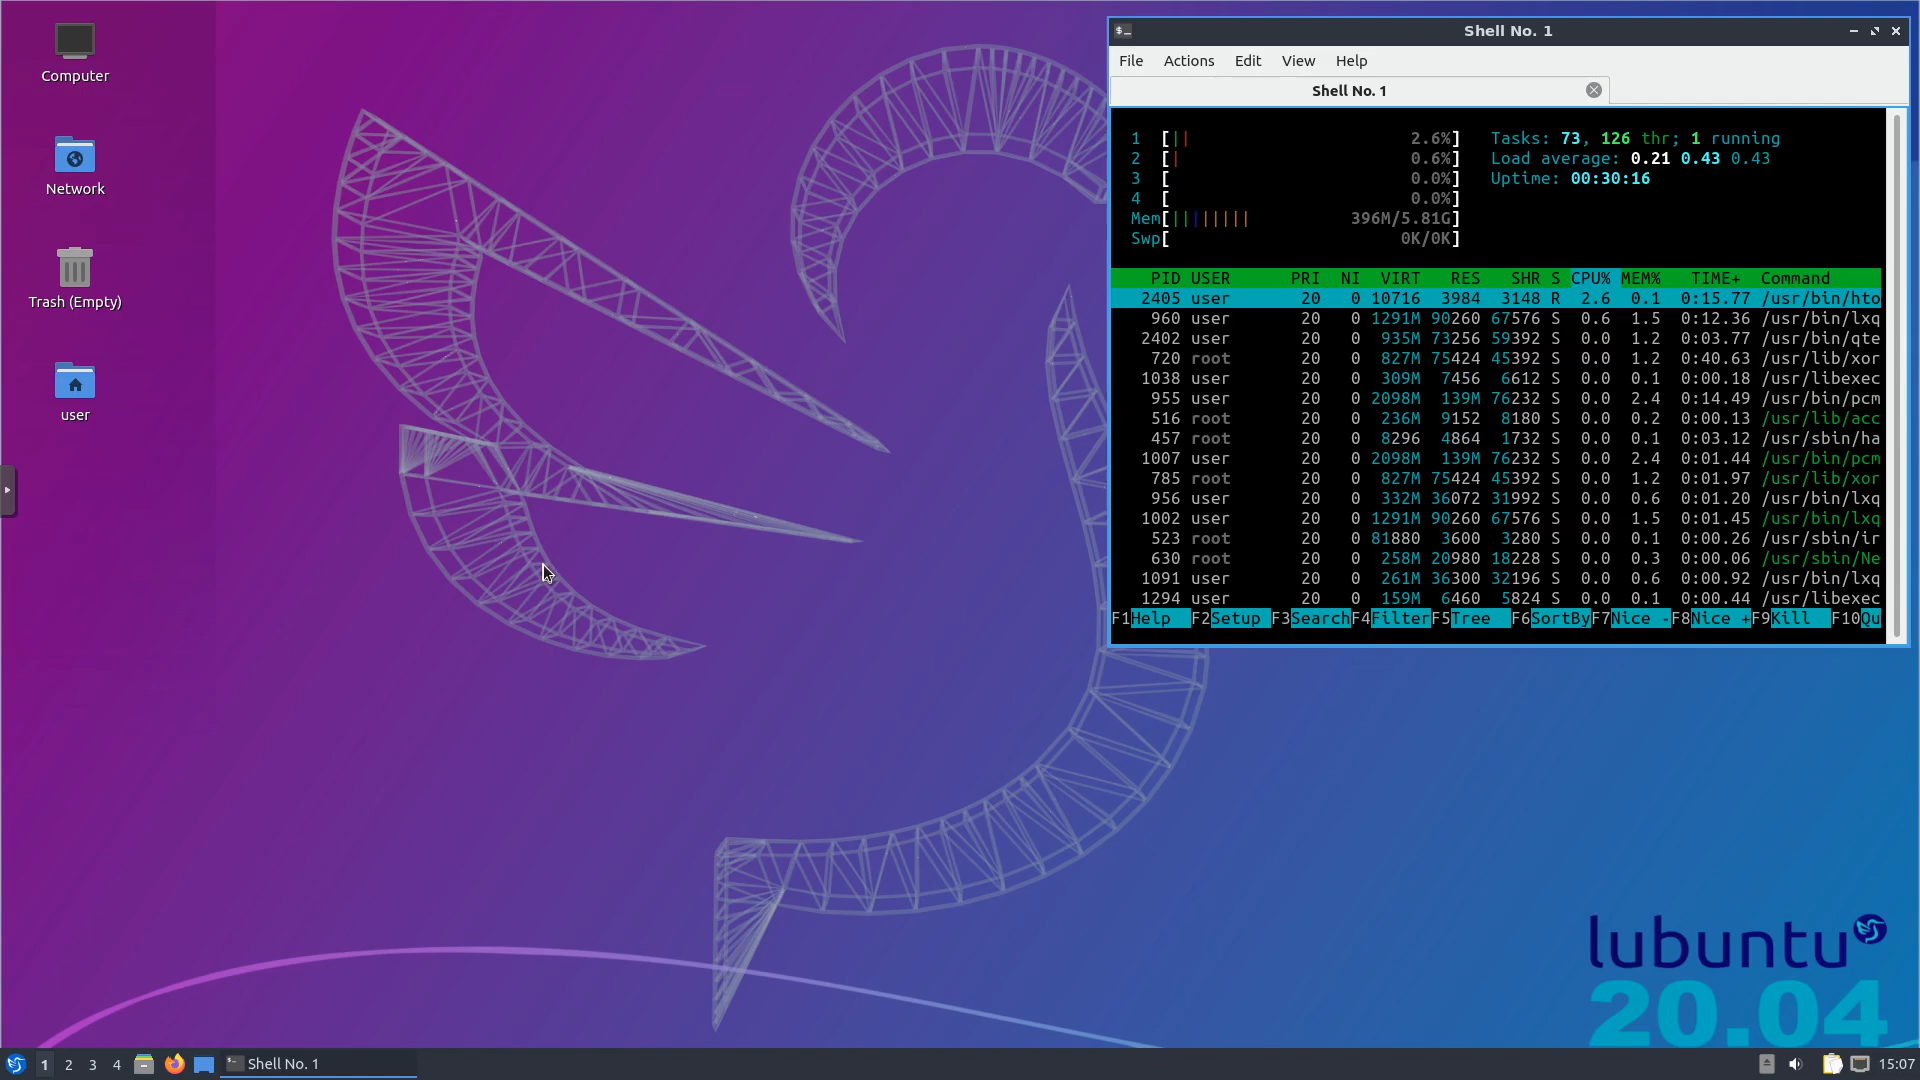 Computer
Network
Trash (Empty)
user
Shell No. 1
File Actions Edit View Help
Shell No. 1
1 [|| 2.6%] Tasks: 73, 126 thr; 1 running
2 [| 0.6%] Load average: 0.21 0.43 0.43
3 [ 0.0%] Uptime: 00:30:16
4 [ 0.0%]
Mem[|||||||| 396M/5.81G]
Swp[ 0K/0K]
PID USER PRI NI VIRT RES SHR S CPU% MEM% TIME+ Command
2405 user 20 0 10716 3984 3148 R 2.6 0.1 0:15.77 /usr/bin/hto
960 user 20 0 1291M 90260 67576 S 0.6 1.5 0:12.36 /usr/bin/lxq
2402 user 20 0 935M 73256 59392 S 0.0 1.2 0:03.77 /usr/bin/qte
720 root 20 0 827M 75424 45392 S 0.0 1.2 0:40.63 /usr/lib/xor
1038 user 20 0 309M 7456 6612 S 0.0 0.1 0:00.18 /usr/libexec
955 user 20 0 2098M 139M 76232 S 0.0 2.4 0:14.49 /usr/bin/pcm
516 root 20 0 236M 9152 8180 S 0.0 0.2 0:00.13 /usr/lib/acc
457 root 20 0 8296 4864 1732 S 0.0 0.1 0:03.12 /usr/sbin/ha
1007 user 20 0 2098M 139M 76232 S 0.0 2.4 0:01.44 /usr/bin/pcm
785 root 20 0 827M 75424 45392 S 0.0 1.2 0:01.97 /usr/lib/xor
956 user 20 0 332M 36072 31992 S 0.0 0.6 0:01.20 /usr/bin/lxq
1002 user 20 0 1291M 90260 67576 S 0.0 1.5 0:01.45 /usr/bin/lxq
523 root 20 0 81880 3600 3280 S 0.0 0.1 0:00.26 /usr/sbin/ir
630 root 20 0 258M 20980 18228 S 0.0 0.3 0:00.06 /usr/sbin/Ne
1091 user 20 0 261M 36300 32196 S 0.0 0.6 0:00.92 /usr/bin/lxq
1294 user 20 0 159M 6460 5824 S 0.0 0.1 0:00.44 /usr/libexec
F1Help F2Setup F3SearchF4FilterF5Tree F6SortByF7Nice -F8Nice +F9Kill F10Qu
lubuntu
20.04
1 2 3 4 Shell No. 1 15:07